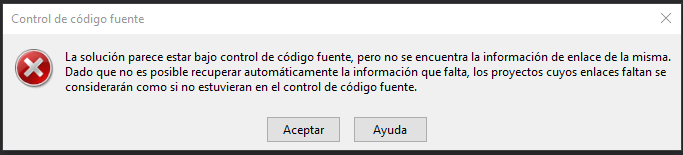 Control de código fuente
La solución parece estar bajo control de código fuente, pero no se encuentra la información de enlace de la misma.
Dado que no es posible recuperar automáticamente la información que falta, los proyectos cuyos enlaces faltan se
considerarán como si no estuvieran en el control de código fuente.
Aceptar
Ayuda